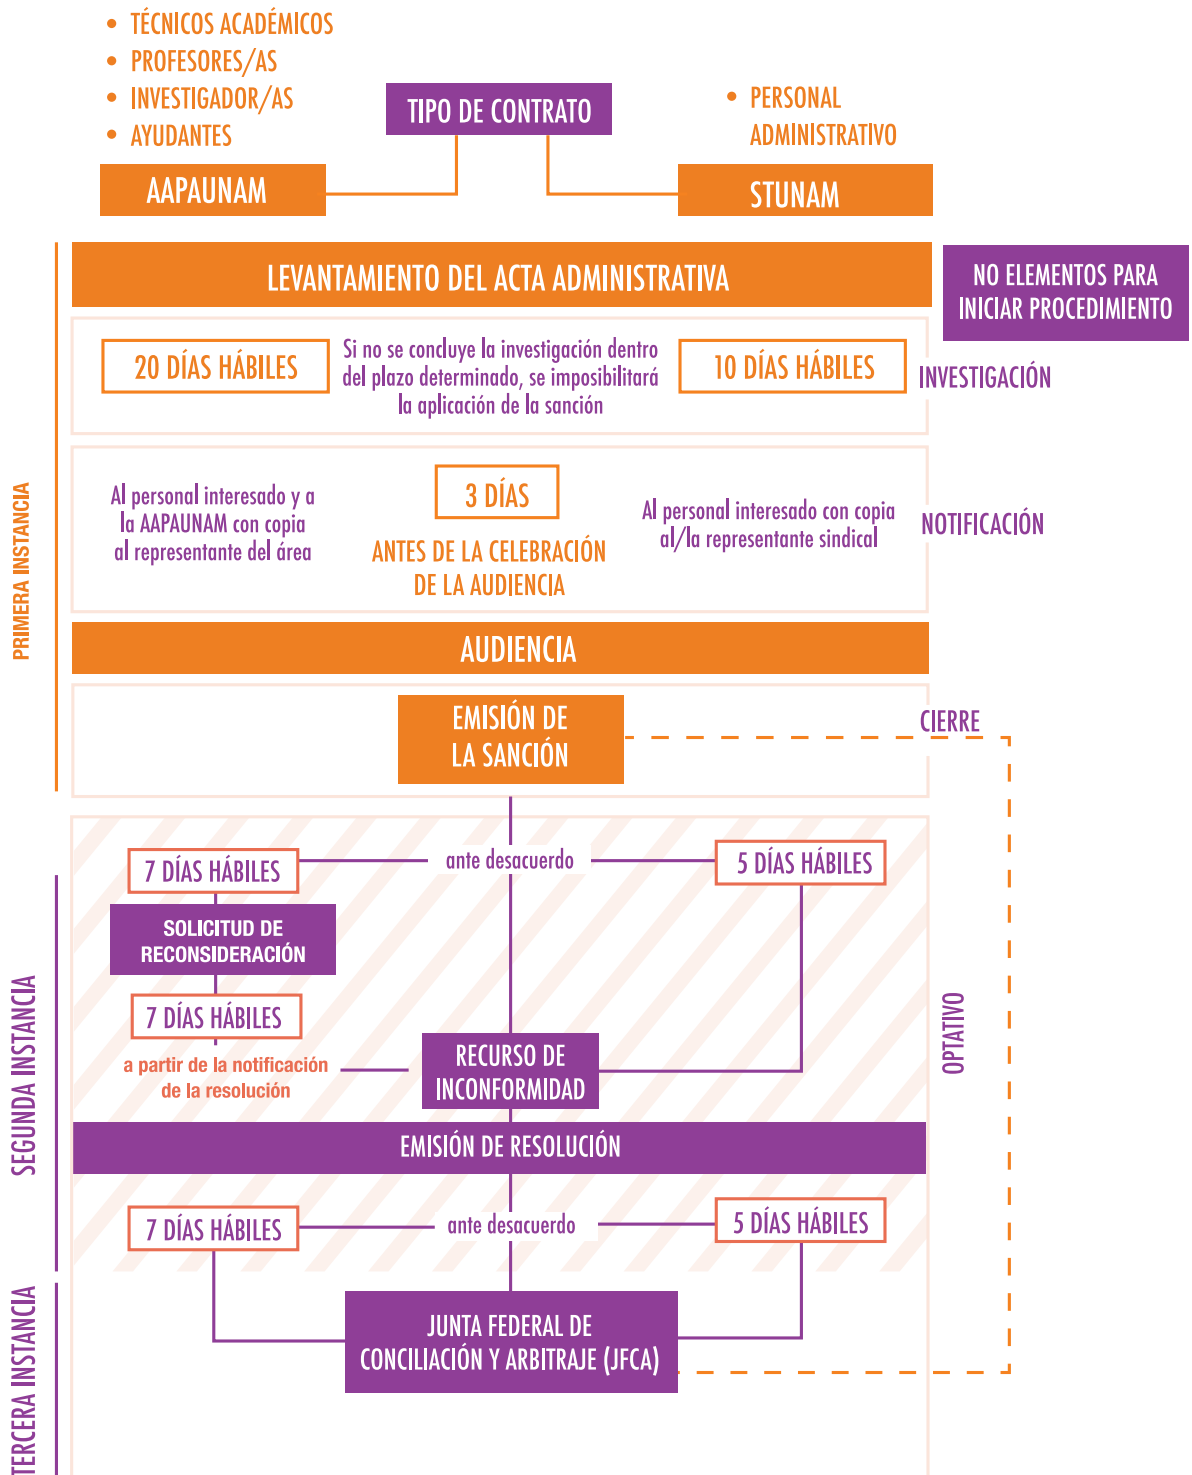 • TÉCNICOS ACADÉMICOS
• PROFESORES/AS
• INVESTIGADOR/AS
• AYUDANTES
TIPO DE CONTRATO
• PERSONAL
ADMINISTRATIVO
AAPAUNAM
STUNAM
LEVANTAMIENTO DEL ACTA ADMINISTRATIVA
NO ELEMENTOS PARA
INICIAR PROCEDIMIENTO
PRIMERA INSTANCIA
20 DÍAS HÁBILES
Si no se concluye la investigación dentro
del plazo determinado, se imposibilitará
la aplicación de la sanción
10 DÍAS HÁBILES
INVESTIGACIÓN
Al personal interesado y a
la AAPAUNAM con copia
al representante del área
3 DÍAS
ANTES DE LA CELEBRACIÓN
DE LA AUDIENCIA
Al personal interesado con copia
al/la representante sindical
NOTIFICACIÓN
AUDIENCIA
EMISIÓN DE
LA SANCIÓN
CIERRE
SEGUNDA INSTANCIA
7 DÍAS HÁBILES
ante desacuerdo
5 DÍAS HÁBILES
SOLICITUD DE
RECONSIDERACIÓN
7 DÍAS HÁBILES
a partir de la notificación
de la resolución
RECURSO DE
INCONFORMIDAD
OPTATIVO
EMISIÓN DE RESOLUCIÓN
7 DÍAS HÁBILES
ante desacuerdo
5 DÍAS HÁBILES
TERCERA INSTANCIA
JUNTA FEDERAL DE
CONCILIACIÓN Y ARBITRAJE (JFCA)